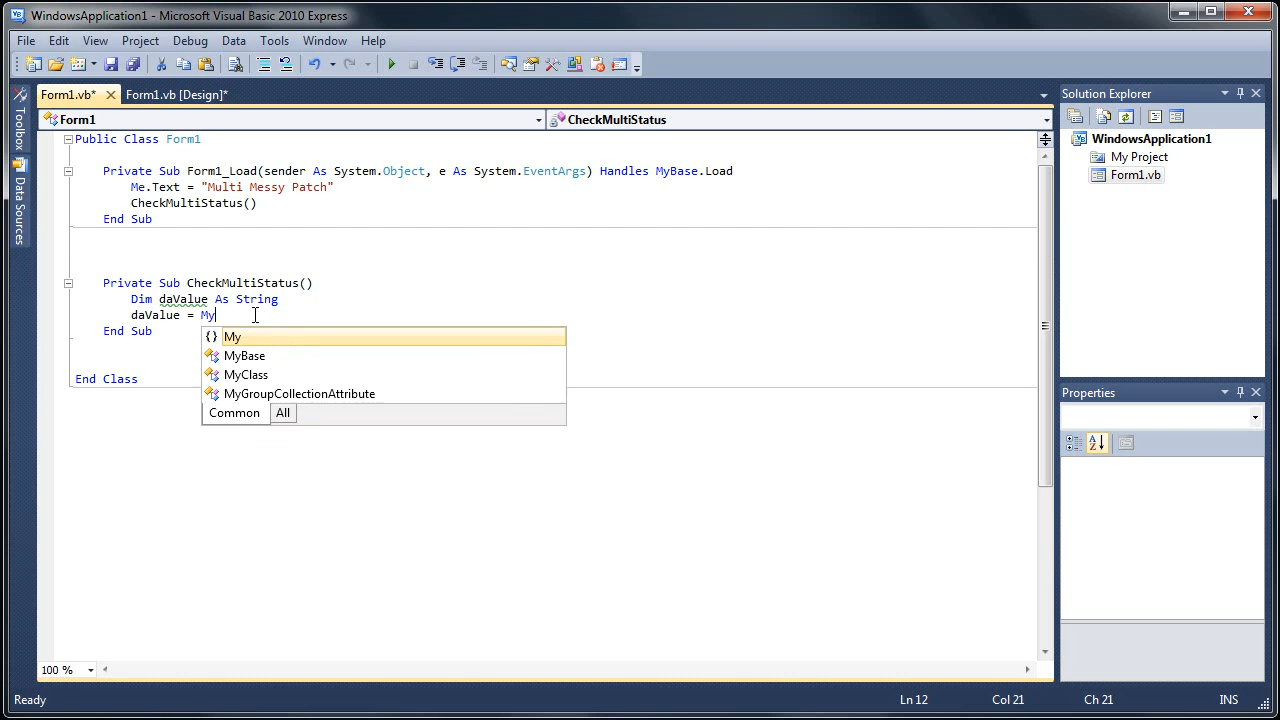 WindowsApplication1 - Microsoft Visual Basic 2010 Express
File Edit View Project Debug Data Tools Window Help
Form1.vb* Form1.vb [Design]*
Form1 CheckMultiStatus
Toolbox
Data Sources
Public Class Form1
Private Sub Form1_Load(sender As System.Object, e As System.EventArgs) Handles MyBase.Load
Me.Text = "Multi Messy Patch"
CheckMultiStatus()
End Sub
Private Sub CheckMultiStatus()
Dim daValue As String
daValue = My
End Sub
My
MyBase
MyClass
MyGroupCollectionAttribute
Common All
End Class
100 %
Solution Explorer
WindowsApplication1
My Project
Form1.vb
Properties
Ready Ln 12 Col 21 Ch 21 INS